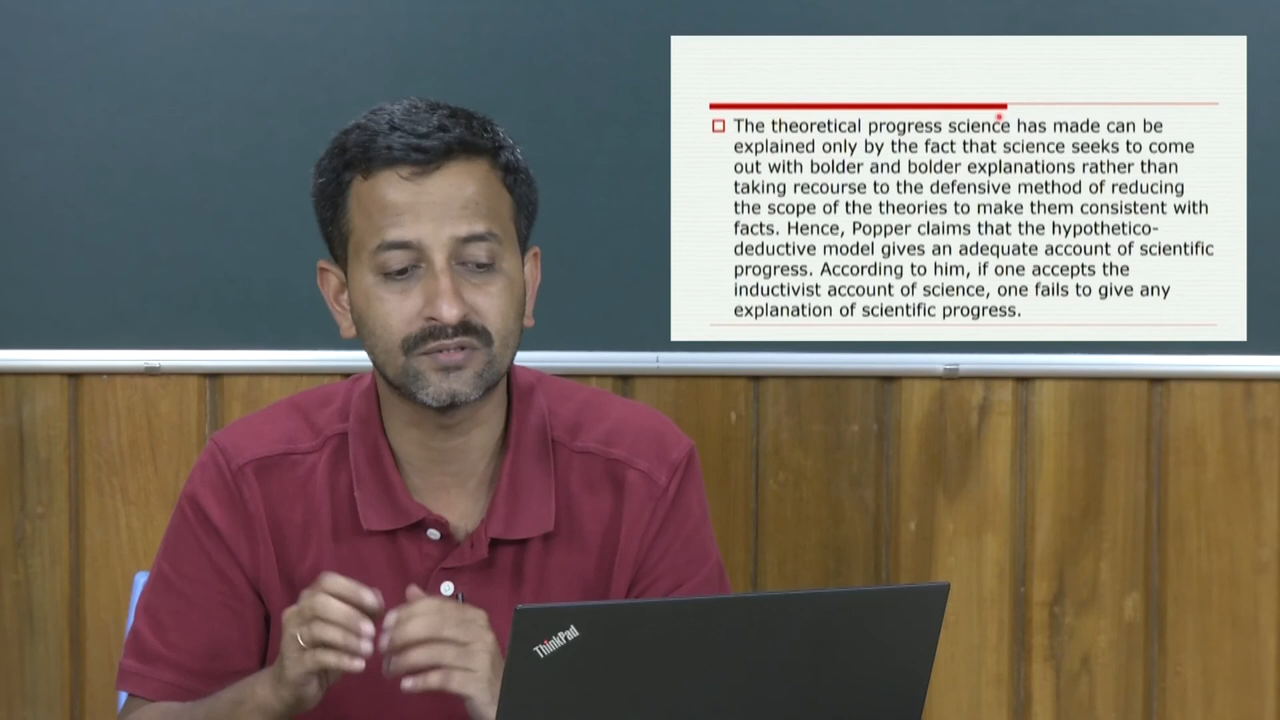 The theoretical progress science has made can be
explained only by the fact that science seeks to come
out with bolder and bolder explanations rather than
taking recourse to the defensive method of reducing
the scope of the theories to make them consistent with
facts. Hence, Popper claims that the hypothetico-
deductive model gives an adequate account of scientific
progress. According to him, if one accepts the
inductivist account of science, one fails to give any
explanation of scientific progress.
ThinkPad